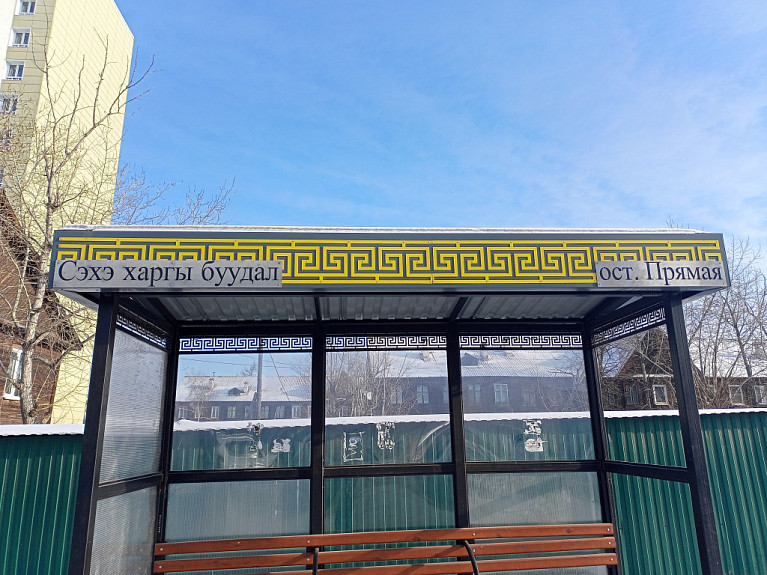 Сэхэ харгы буудал
ост. Прямая